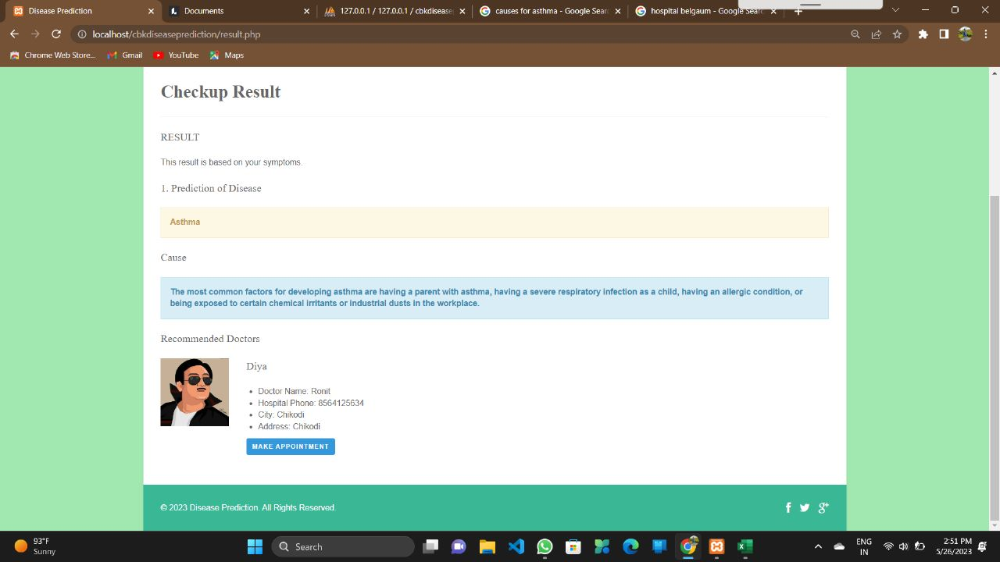 Disease Prediction
Documents
127.0.0.1 / 127.0.0.1 / cbkdisease
causes for asthma - Google Searc
hospital belgaum - Google Searc
localhost/cbkdiseaseprediction/result.php
Chrome Web Store...
Gmail
YouTube
Maps
Checkup Result
RESULT
This result is based on your symptoms.
1. Prediction of Disease
Asthma
Cause
The most common factors for developing asthma are having a parent with asthma, having a severe respiratory infection as a child, having an allergic condition, or
being exposed to certain chemical irritants or industrial dusts in the workplace.
Recommended Doctors
Diya
Doctor Name: Ronit
Hospital Phone: 8564125634
City: Chikodi
Address: Chikodi
MAKE APPOINTMENT
© 2023 Disease Prediction. All Rights Reserved.
93°F
Sunny
Search
ENG
IN
2:51 PM
5/26/2023